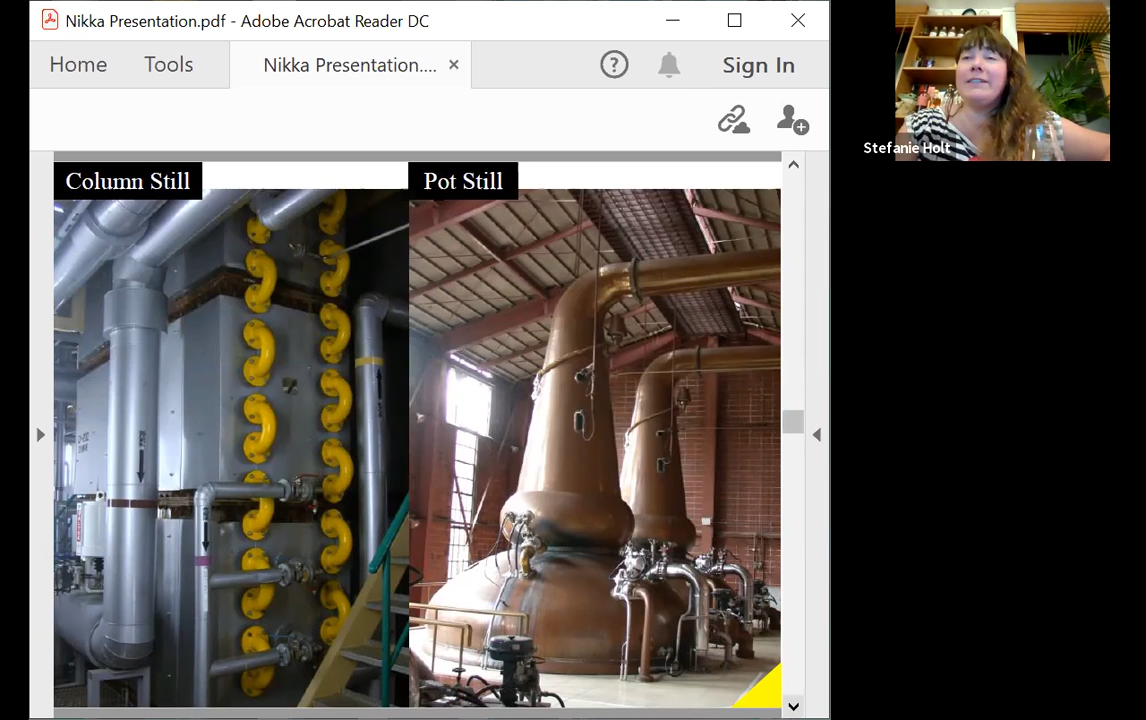 Nikka Presentation.pdf - Adobe Acrobat Reader DC
Home Tools Nikka Presentation.... × ? Sign In
Stefanie Holt
Column Still Pot Still